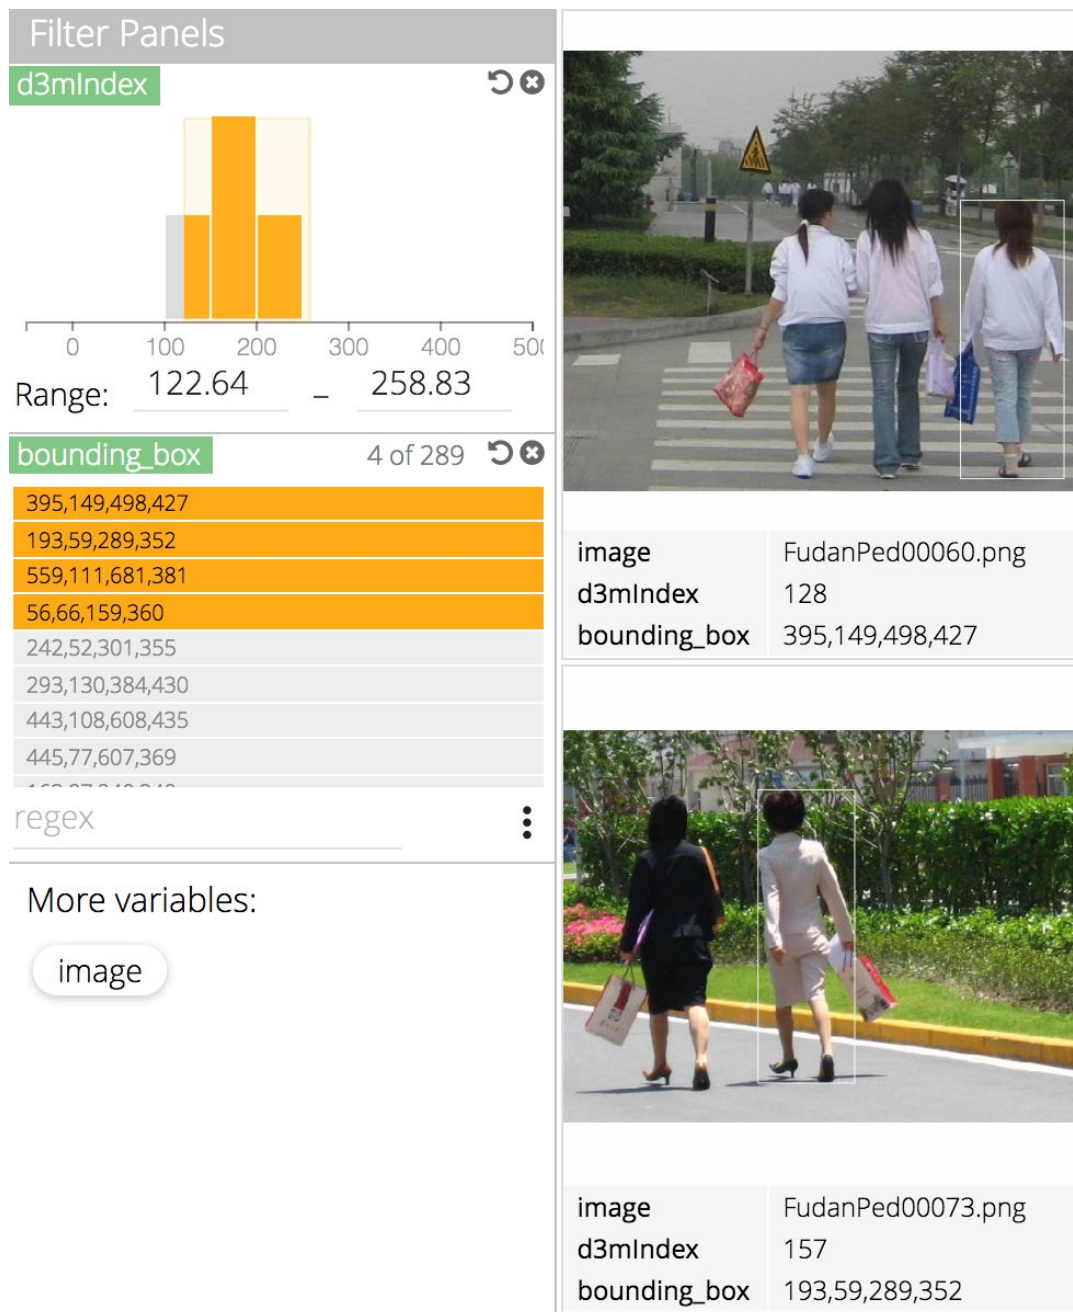 Filter Panels
d3mIndex
0 100 200 300 400
Range: 122.64 – 258.83
bounding_box 4 of 289
395,149,498,427
193,59,289,352
559,111,681,381
56,66,159,360
242,52,301,355
293,130,384,430
443,108,608,435
445,77,607,369
regex
More variables:
image
image FudanPed00060.png
d3mIndex 128
bounding_box 395,149,498,427
image FudanPed00073.png
d3mIndex 157
bounding_box 193,59,289,352